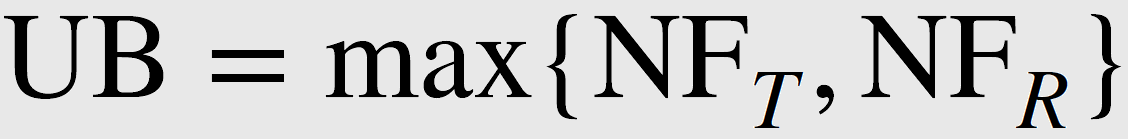 UB = max{NF_T, NF_R}